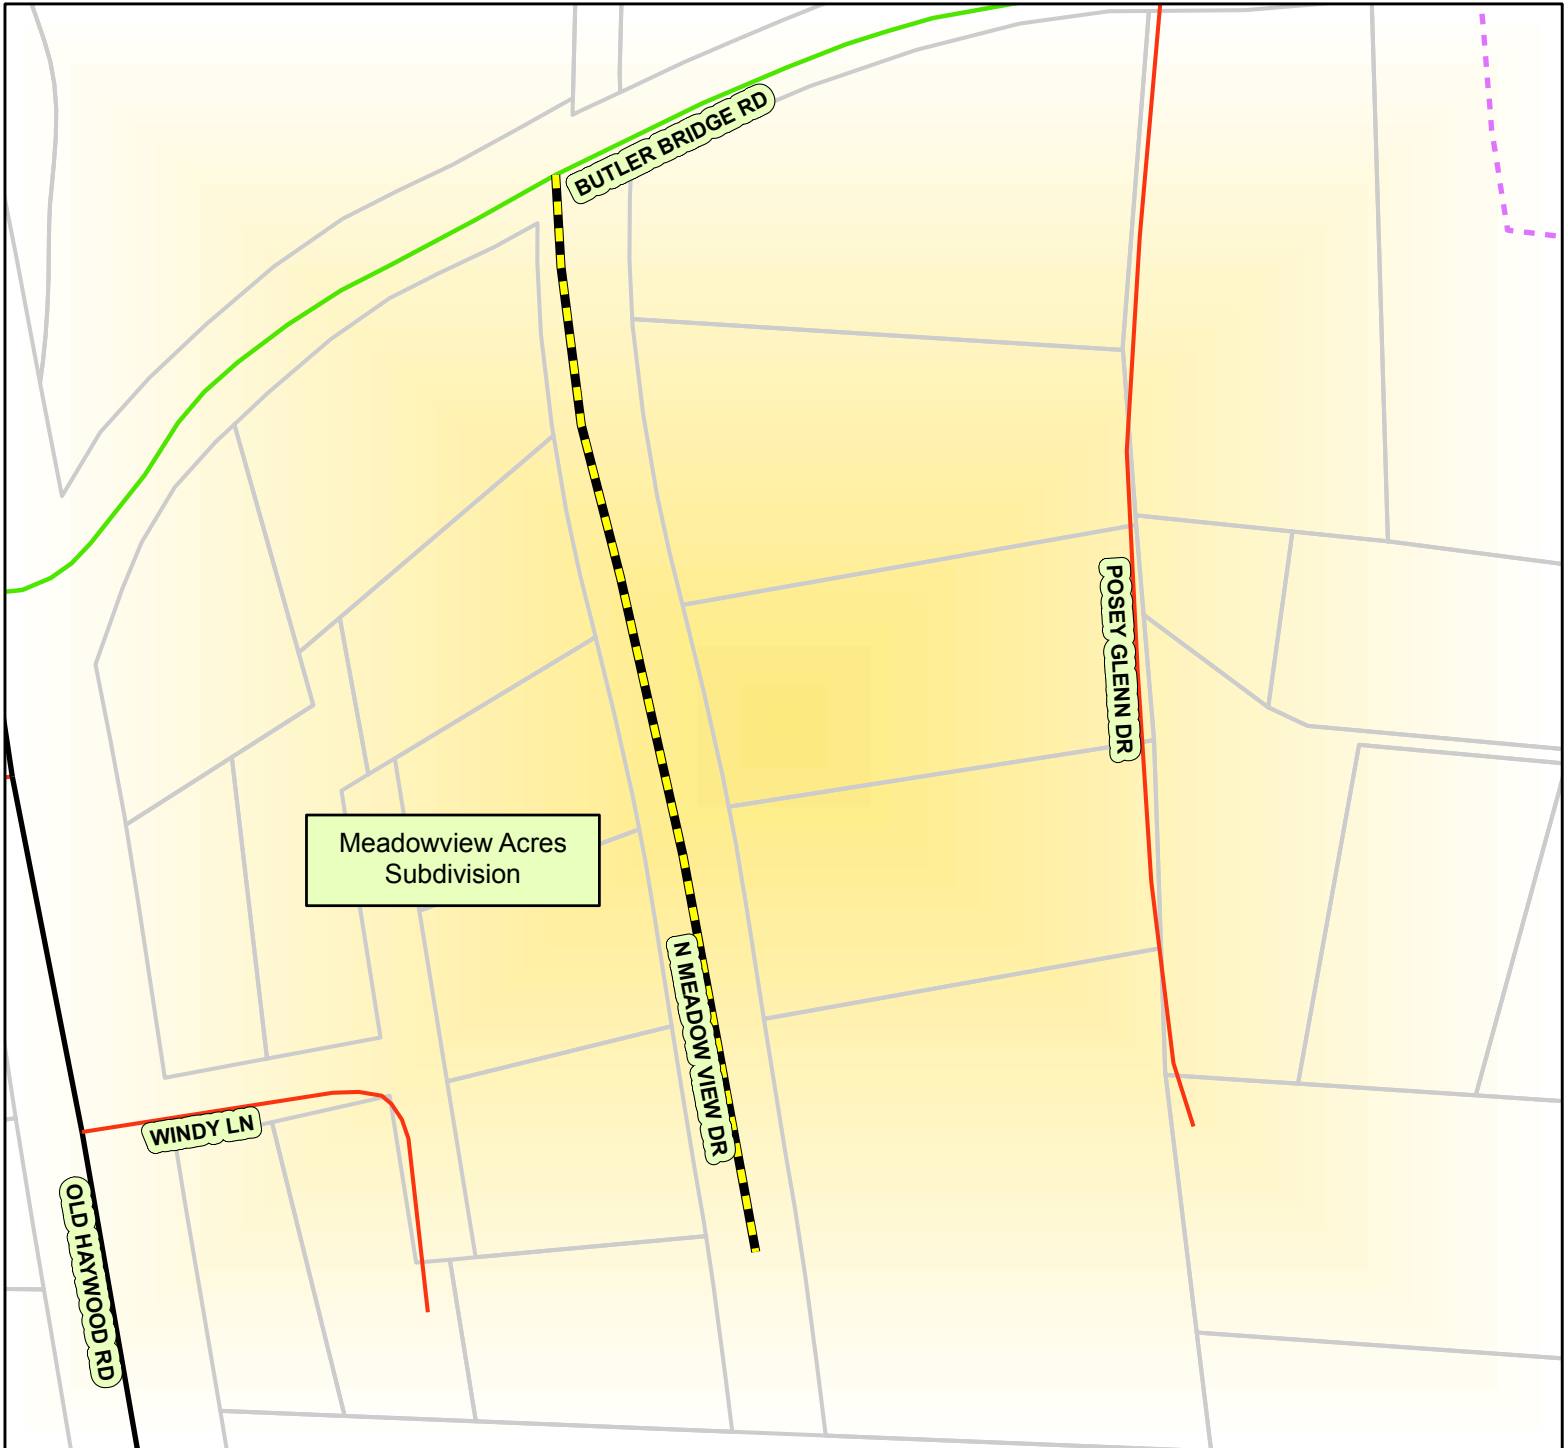 BUTLER BRIDGE RD
POSEY GLENN DR
Meadowview Acres
Subdivision
N MEADOW VIEW DR
WINDY LN
OLD HAYWOOD RD